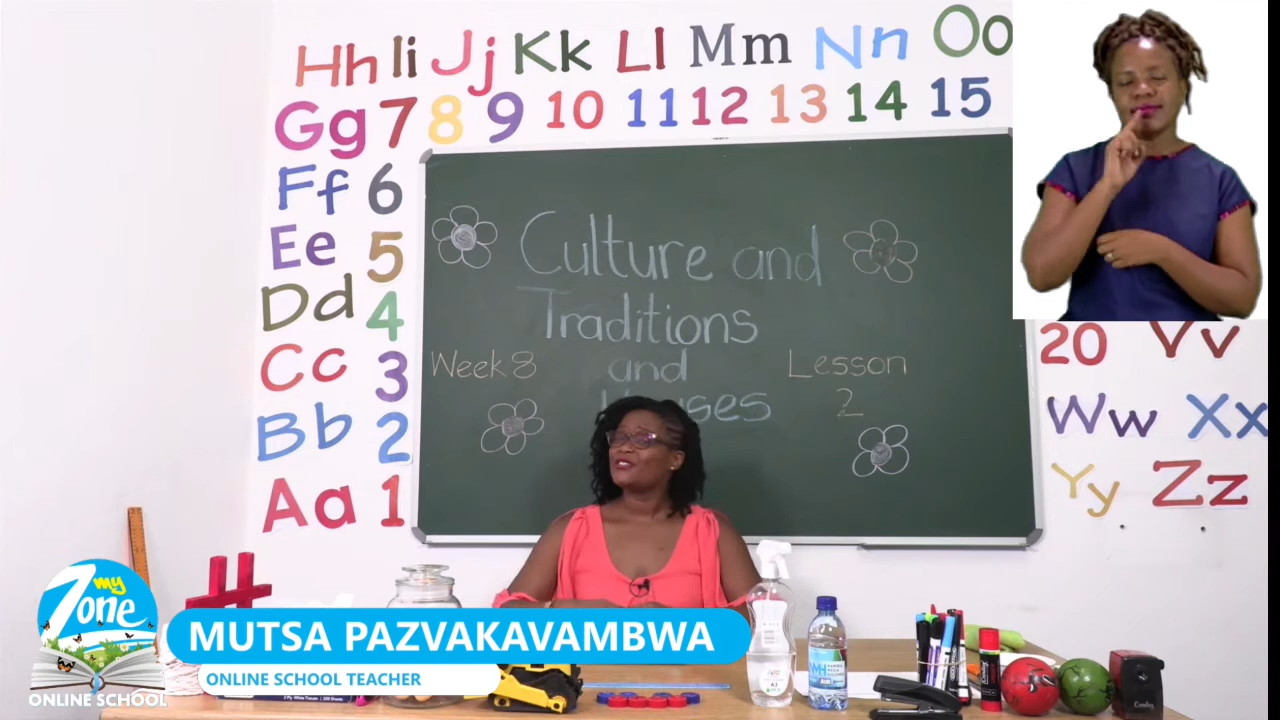 Hh Ii Jj Kk Ll Mm Nn Oo
Gg 7 8 9 10 11 12 13 14 15
Ff 6
Ee 5
Dd 4
Cc 3
Bb 2
Aa 1
Culture and
Traditions
and
Week 8
Lesson
2
20 Vv
Ww Xx
Yy Zz
my
Zone
ONLINE SCHOOL
MUTSA PAZVAKAVAMBWA
ONLINE SCHOOL TEACHER